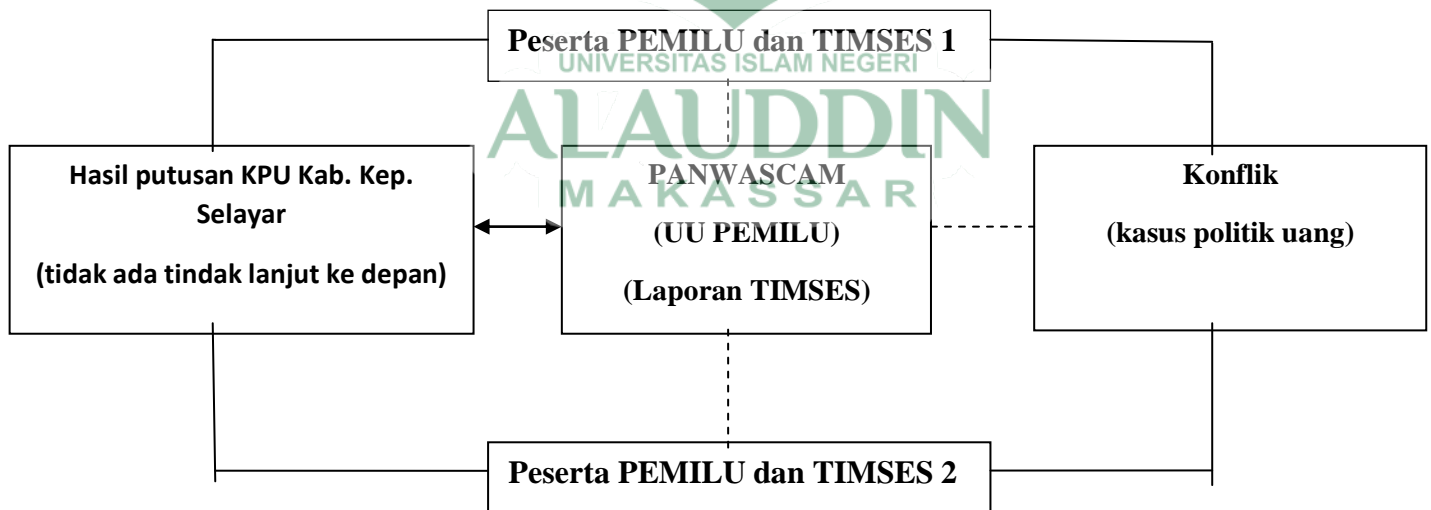 Peserta PEMILU dan TIMSES 1
UNIVERSITAS ISLAM NEGERI
ALAUDDIN
MAKASSAR
Hasil putusan KPU Kab. Kep.
Selayar
(tidak ada tindak lanjut ke depan)
PANWASCAM
(UU PEMILU)
(Laporan TIMSES)
Konflik
(kasus politik uang)
Peserta PEMILU dan TIMSES 2